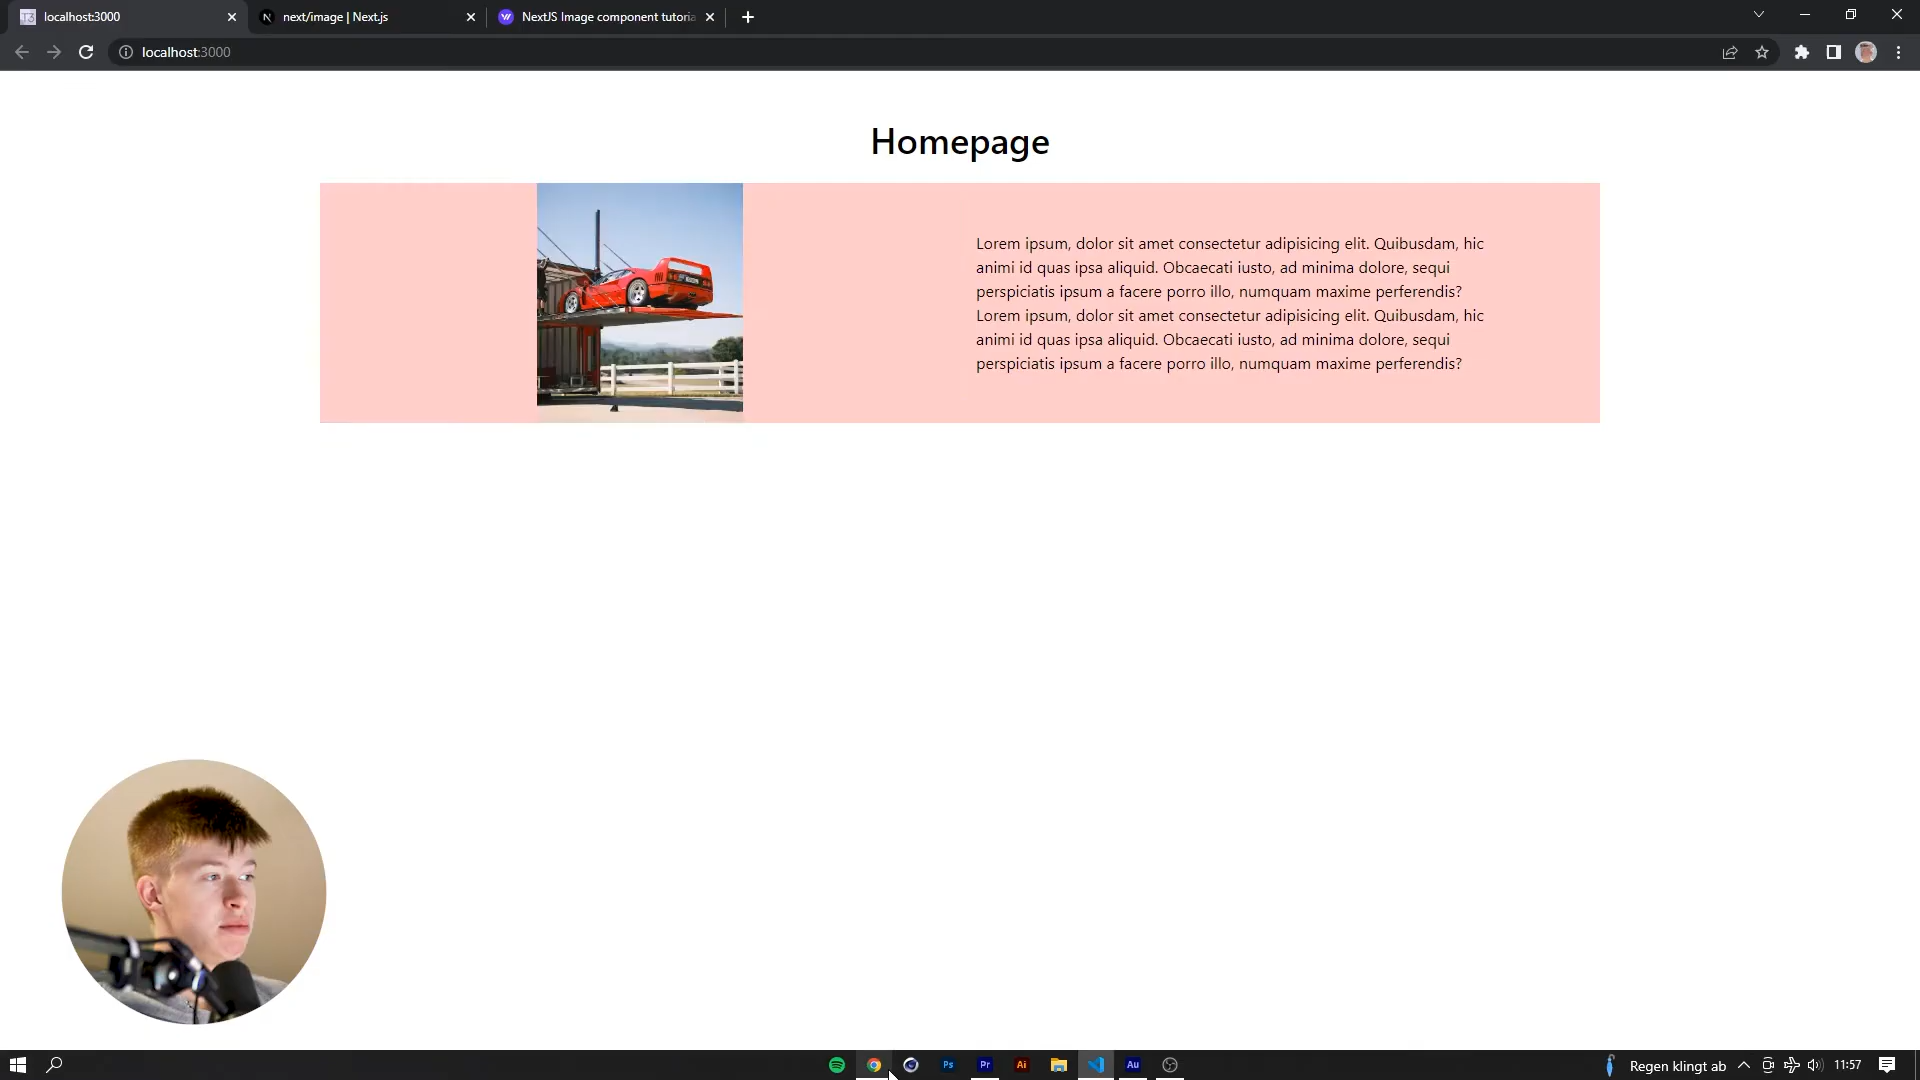 localhost:3000
next/image | Next.js
NextJS Image component tutoria
localhost:3000
Homepage
Lorem ipsum, dolor sit amet consectetur adipisicing elit. Quibusdam, hic
animi id quas ipsa aliquid. Obcaecati iusto, ad minima dolore, sequi
perspiciatis ipsum a facere porro illo, numquam maxime perferendis?
Lorem ipsum, dolor sit amet consectetur adipisicing elit. Quibusdam, hic
animi id quas ipsa aliquid. Obcaecati iusto, ad minima dolore, sequi
perspiciatis ipsum a facere porro illo, numquam maxime perferendis?
Ps
Pr
Ai
Au
Regen klingt ab
11:57